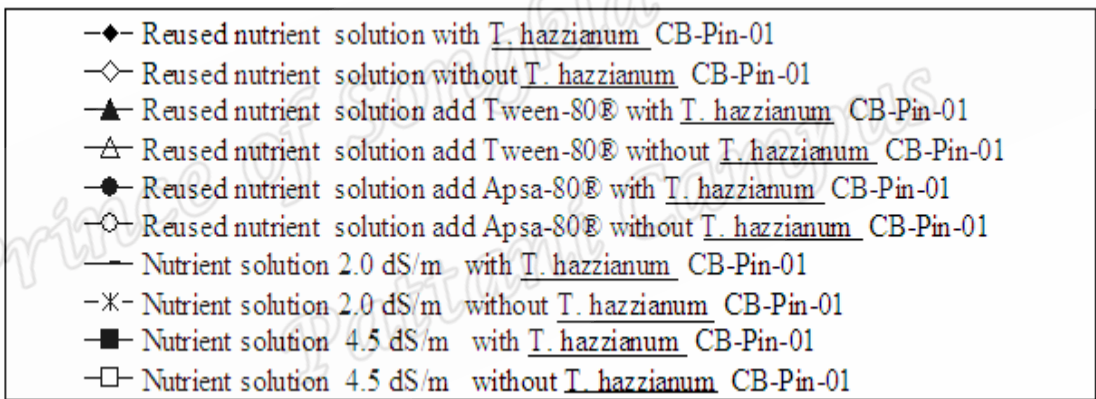 Reused nutrient solution with T. hazzianum CB-Pin-01
Reused nutrient solution without T. hazzianum CB-Pin-01
Reused nutrient solution add Tween-80® with T. hazzianum CB-Pin-01
Reused nutrient solution add Tween-80® without T. hazzianum CB-Pin-01
Reused nutrient solution add Apsa-80® with T. hazzianum CB-Pin-01
Reused nutrient solution add Apsa-80® without T. hazzianum CB-Pin-01
Nutrient solution 2.0 dS/m with T. hazzianum CB-Pin-01
Nutrient solution 2.0 dS/m without T. hazzianum CB-Pin-01
Nutrient solution 4.5 dS/m with T. hazzianum CB-Pin-01
Nutrient solution 4.5 dS/m without T. hazzianum CB-Pin-01
Prince of Songkla
Pattani Campus